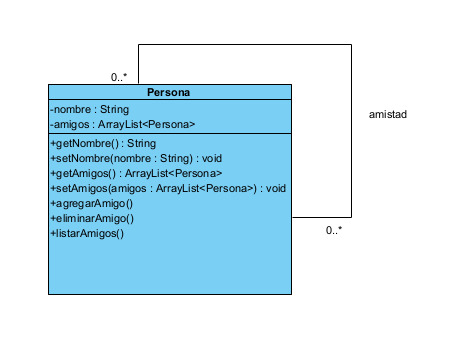 0..*
Persona
-nombre : String
-amigos : ArrayList<Persona>
amistad
+getNombre() : String
+setNombre(nombre : String) : void
+getAmigos() : ArrayList<Persona>
+setAmigos(amigos : ArrayList<Persona>) : void
+agregarAmigo()
+eliminarAmigo()
+listarAmigos()
0..*